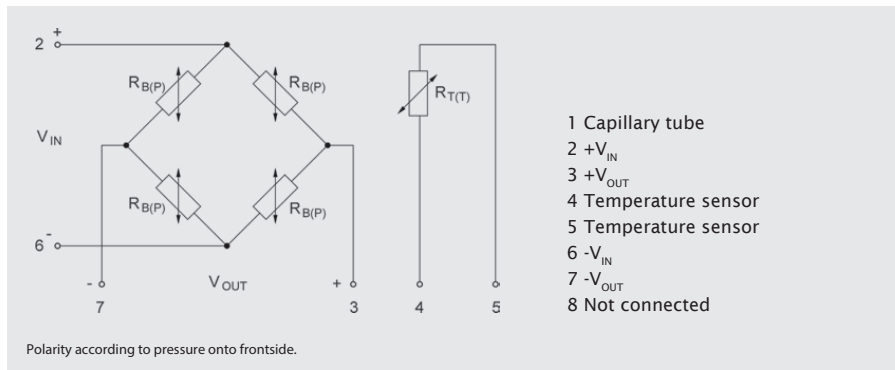 2 +
R_B(P) R_B(P)
V_IN
R_B(P) R_B(P)
6 -
- V_OUT +
7 3
R_T(T)
4 5
1 Capillary tube
2 +V_IN
3 +V_OUT
4 Temperature sensor
5 Temperature sensor
6 -V_IN
7 -V_OUT
8 Not connected
Polarity according to pressure onto frontside.